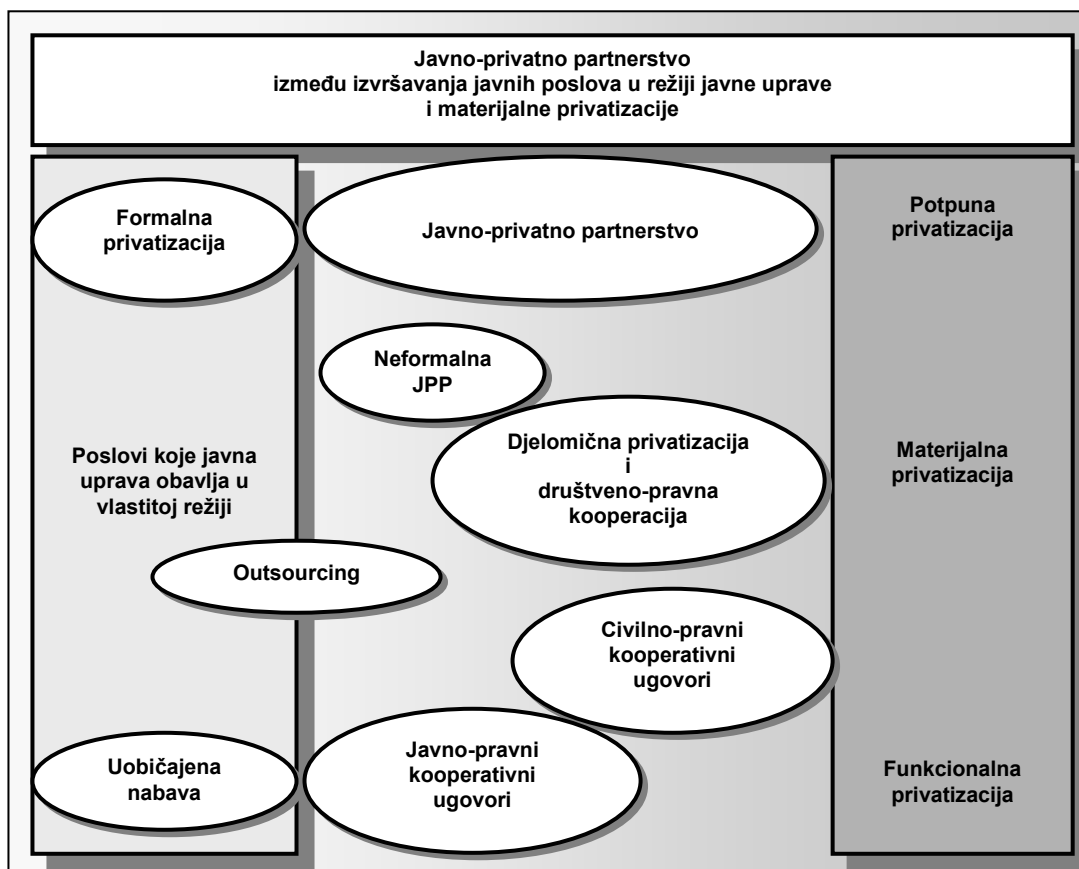 Javno-privatno partnerstvo
između izvršavanja javnih poslova u režiji javne uprave
i materijalne privatizacije
Formalna
privatizacija
Javno-privatno partnerstvo
Potpuna
privatizacija
Neformalna
JPP
Poslovi koje javna
uprava obavlja u
vlastitoj režiji
Djelomična privatizacija
i
društveno-pravna
kooperacija
Materijalna
privatizacija
Outsourcing
Civilno-pravni
kooperativni
ugovori
Uobičajena
nabava
Javno-pravni
kooperativni
ugovori
Funkcionalna
privatizacija